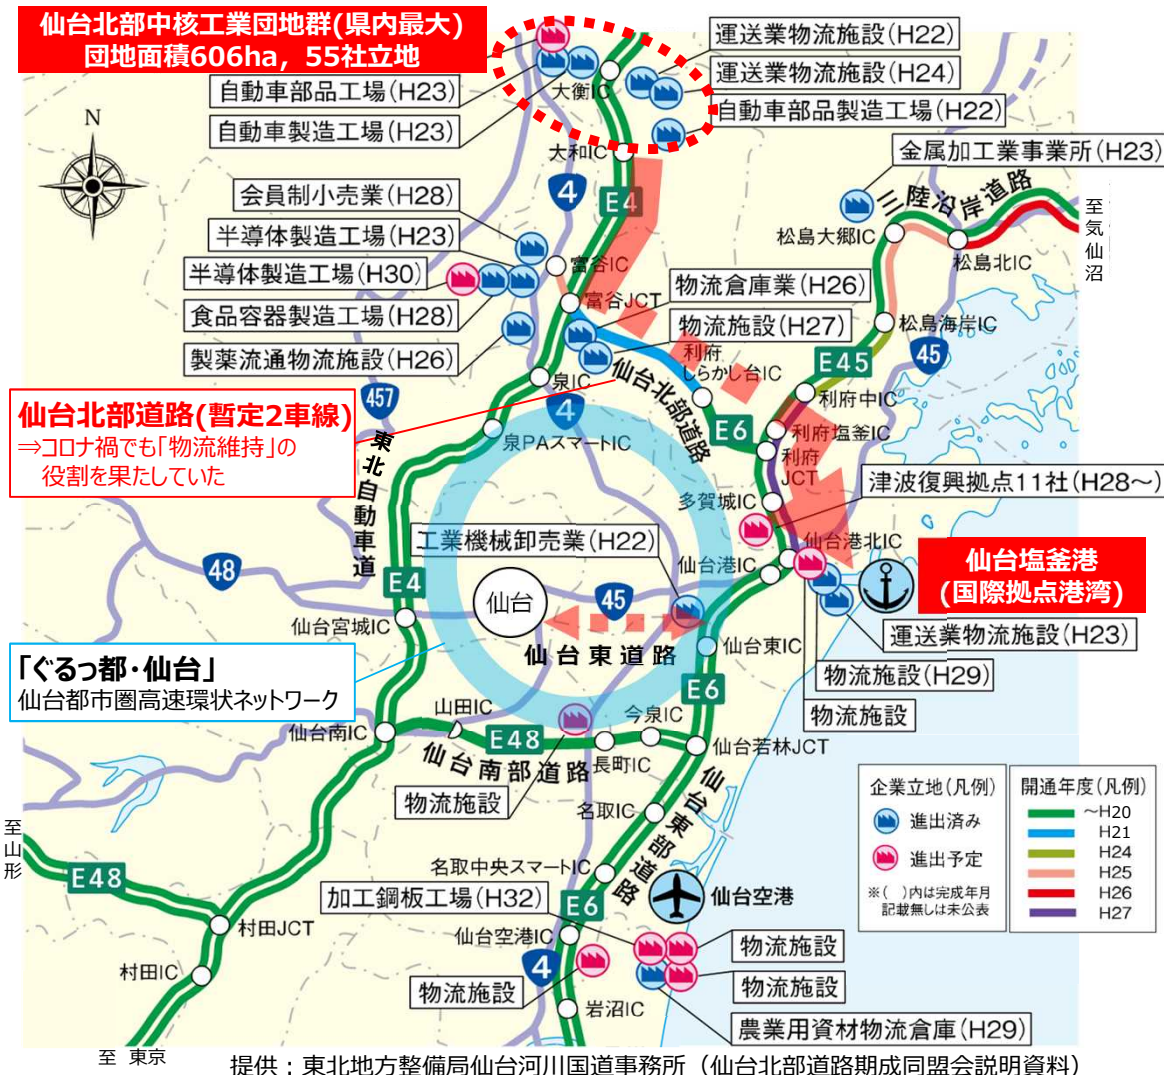 仙台北部中核工業団地群(県内最大)
団地面積606ha，55社立地
運送業物流施設(H22)
運送業物流施設(H24)
自動車部品工場(H23)
大衡IC
自動車製造工場(H23)
自動車部品製造工場(H22)
N
大和IC
金属加工業事業所(H23)
4
E4
会員制小売業(H28)
三陸沿岸道路
至気仙沼
半導体製造工場(H23)
松島大郷IC
松島北IC
富谷IC
半導体製造工場(H30)
物流倉庫業(H26)
富谷JCT
食品容器製造工場(H28)
物流施設(H27)
松島海岸IC
製薬流通物流施設(H26)
利府しらかし台IC
E45
45
泉IC
仙台北部道路
457
利府中IC
仙台北部道路(暫定2車線)
⇒コロナ禍でも「物流維持」の
役割を果たしていた
4
E6
利府塩釜IC
泉PAスマートIC
利府JCT
東北自動車道
多賀城IC
津波復興拠点11社(H28～)
工業機械卸売業(H22)
仙台港北IC
48
仙台港IC
仙台塩釜港
(国際拠点港湾)
E4
仙台
45
仙台宮城IC
運送業物流施設(H23)
仙台東道路
仙台東IC
「ぐるっ都・仙台」
仙台都市圏高速環状ネットワーク
物流施設(H29)
E6
山田IC
物流施設
仙台南IC
今泉IC
E48
仙台若林JCT
仙台南部道路
長町IC
企業立地(凡例)
進出済み
進出予定
※(　)内は完成年月
記載無しは未公表
開通年度(凡例)
～H20
H21
H24
H25
H26
H27
物流施設
仙台東部道路
名取IC
至山形
E48
名取中央スマートIC
加工鋼板工場(H32)
E6
仙台空港
村田JCT
仙台空港IC
物流施設
村田IC
4
物流施設
物流施設
岩沼IC
農業用資材物流倉庫(H29)
至 東京
提供：東北地方整備局仙台河川国道事務所（仙台北部道路期成同盟会説明資料）